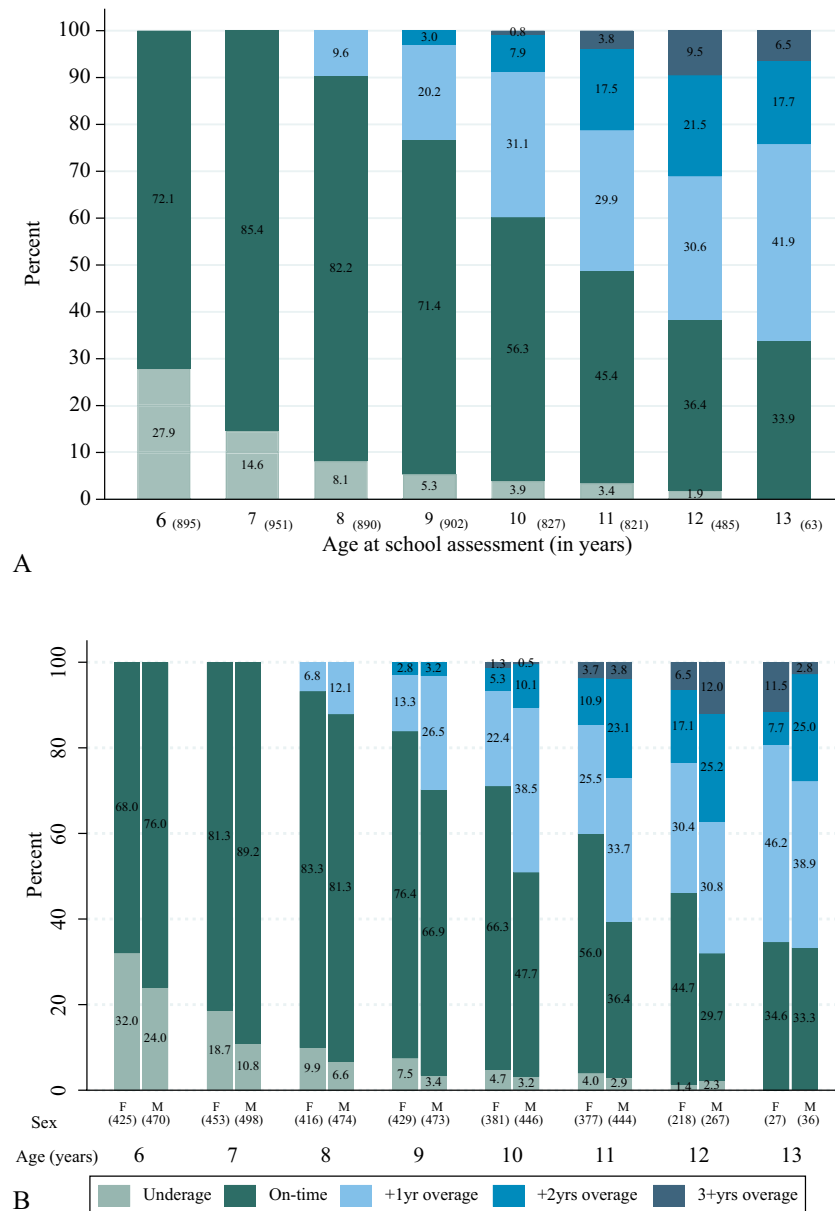 100 0.8 3.8 9.5 6.5
3.0
9.6 7.9
90
20.2 17.5 17.7
80 21.5
31.1
70
72.1
85.4 29.9
60 82.2 30.6
41.9
50 71.4
40 56.3
45.4
30 36.4
33.9
20 27.9
10 14.6
8.1 5.3 3.9 3.4 1.9
0
Percent
6 (895) 7 (951) 8 (890) 9 (902) 10 (827) 11 (821) 12 (485) 13 (63)
Age at school assessment (in years)
A
100 2.8 3.2 1.3 0.5 3.7 3.8 6.5 12.0 11.5 2.8
6.8 12.1 13.3 5.3 10.1 10.9 17.1 7.7 25.0
26.5 22.4 23.1 25.2
80
38.5 25.5 30.4 46.2 38.9
68.0 76.0 81.3 89.2 83.3 81.3 76.4 66.9 33.7 30.8
60
66.3 47.7 56.0 36.4
40
44.7 29.7 34.6 33.3
20
32.0 24.0 18.7 10.8 9.9 6.6 7.5 3.4 4.7 3.2 4.0 2.9 1.4 2.3
0
Percent
F M F M F M F M F M F M F M F M
Sex (425) (470) (453) (498) (416) (474) (429) (473) (381) (446) (377) (444) (218) (267) (27) (36)
Age (years) 6 7 8 9 10 11 12 13
B Underage On-time +1yr overage +2yrs overage 3+yrs overage